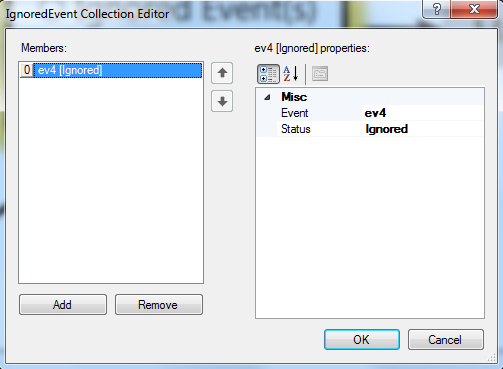 IgnoredEvent Collection Editor
Members:
0 ev4 [Ignored]
Add
Remove
ev4 [Ignored] properties:
Misc
Event ev4
Status Ignored
OK
Cancel